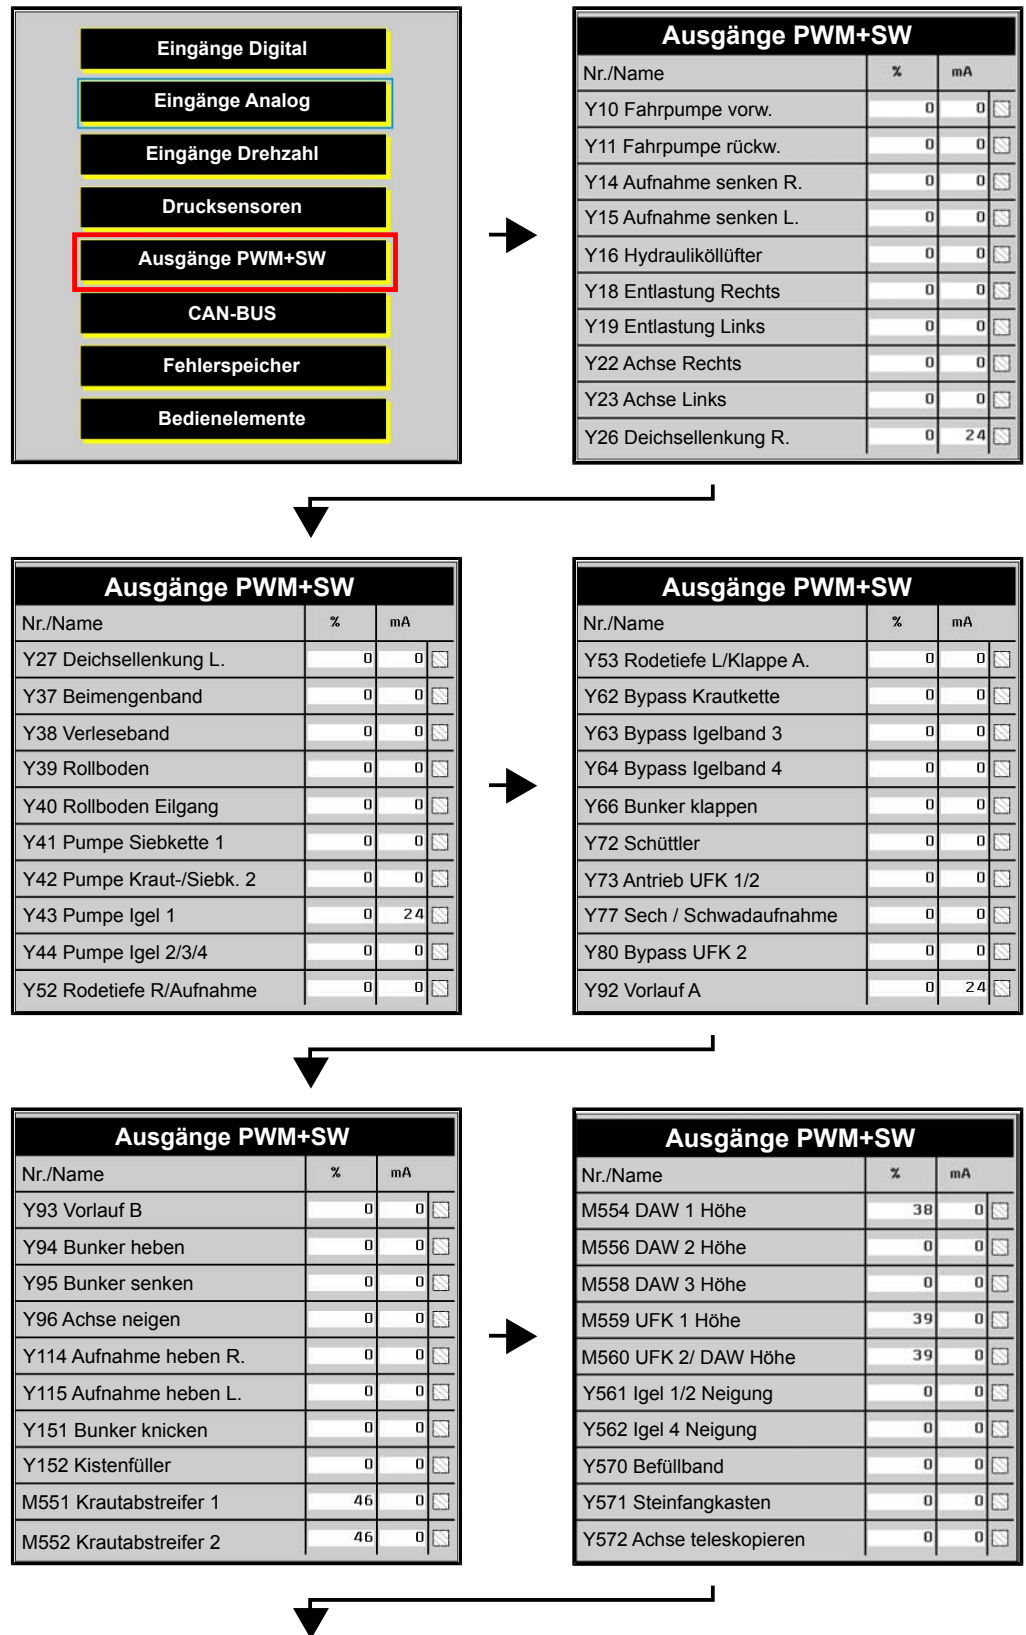 Eingänge Digital
Eingänge Analog
Eingänge Drehzahl
Drucksensoren
Ausgänge PWM+SW
CAN-BUS
Fehlerspeicher
Bedienelemente
Ausgänge PWM+SW
Nr./Name % mA
Y10 Fahrpumpe vorw. 0 0
Y11 Fahrpumpe rückw. 0 0
Y14 Aufnahme senken R. 0 0
Y15 Aufnahme senken L. 0 0
Y16 Hydrauliköllüfter 0 0
Y18 Entlastung Rechts 0 0
Y19 Entlastung Links 0 0
Y22 Achse Rechts 0 0
Y23 Achse Links 0 0
Y26 Deichsellenkung R. 0 24
Ausgänge PWM+SW
Nr./Name % mA
Y27 Deichsellenkung L. 0 0
Y37 Beimengenband 0 0
Y38 Verleseband 0 0
Y39 Rollboden 0 0
Y40 Rollboden Eilgang 0 0
Y41 Pumpe Siebkette 1 0 0
Y42 Pumpe Kraut-/Siebk. 2 0 0
Y43 Pumpe Igel 1 0 24
Y44 Pumpe Igel 2/3/4 0 0
Y52 Rodetiefe R/Aufnahme 0 0
Ausgänge PWM+SW
Nr./Name % mA
Y53 Rodetiefe L/Klappe A. 0 0
Y62 Bypass Krautkette 0 0
Y63 Bypass Igelband 3 0 0
Y64 Bypass Igelband 4 0 0
Y66 Bunker klappen 0 0
Y72 Schüttler 0 0
Y73 Antrieb UFK 1/2 0 0
Y77 Sech / Schwadaufnahme 0 0
Y80 Bypass UFK 2 0 0
Y92 Vorlauf A 0 24
Ausgänge PWM+SW
Nr./Name % mA
Y93 Vorlauf B 0 0
Y94 Bunker heben 0 0
Y95 Bunker senken 0 0
Y96 Achse neigen 0 0
Y114 Aufnahme heben R. 0 0
Y115 Aufnahme heben L. 0 0
Y151 Bunker knicken 0 0
Y152 Kistenfüller 0 0
M551 Krautabstreifer 1 46 0
M552 Krautabstreifer 2 46 0
Ausgänge PWM+SW
Nr./Name % mA
M554 DAW 1 Höhe 38 0
M556 DAW 2 Höhe 0 0
M558 DAW 3 Höhe 0 0
M559 UFK 1 Höhe 39 0
M560 UFK 2/ DAW Höhe 39 0
Y561 Igel 1/2 Neigung 0 0
Y562 Igel 4 Neigung 0 0
Y570 Befüllband 0 0
Y571 Steinfangkasten 0 0
Y572 Achse teleskopieren 0 0